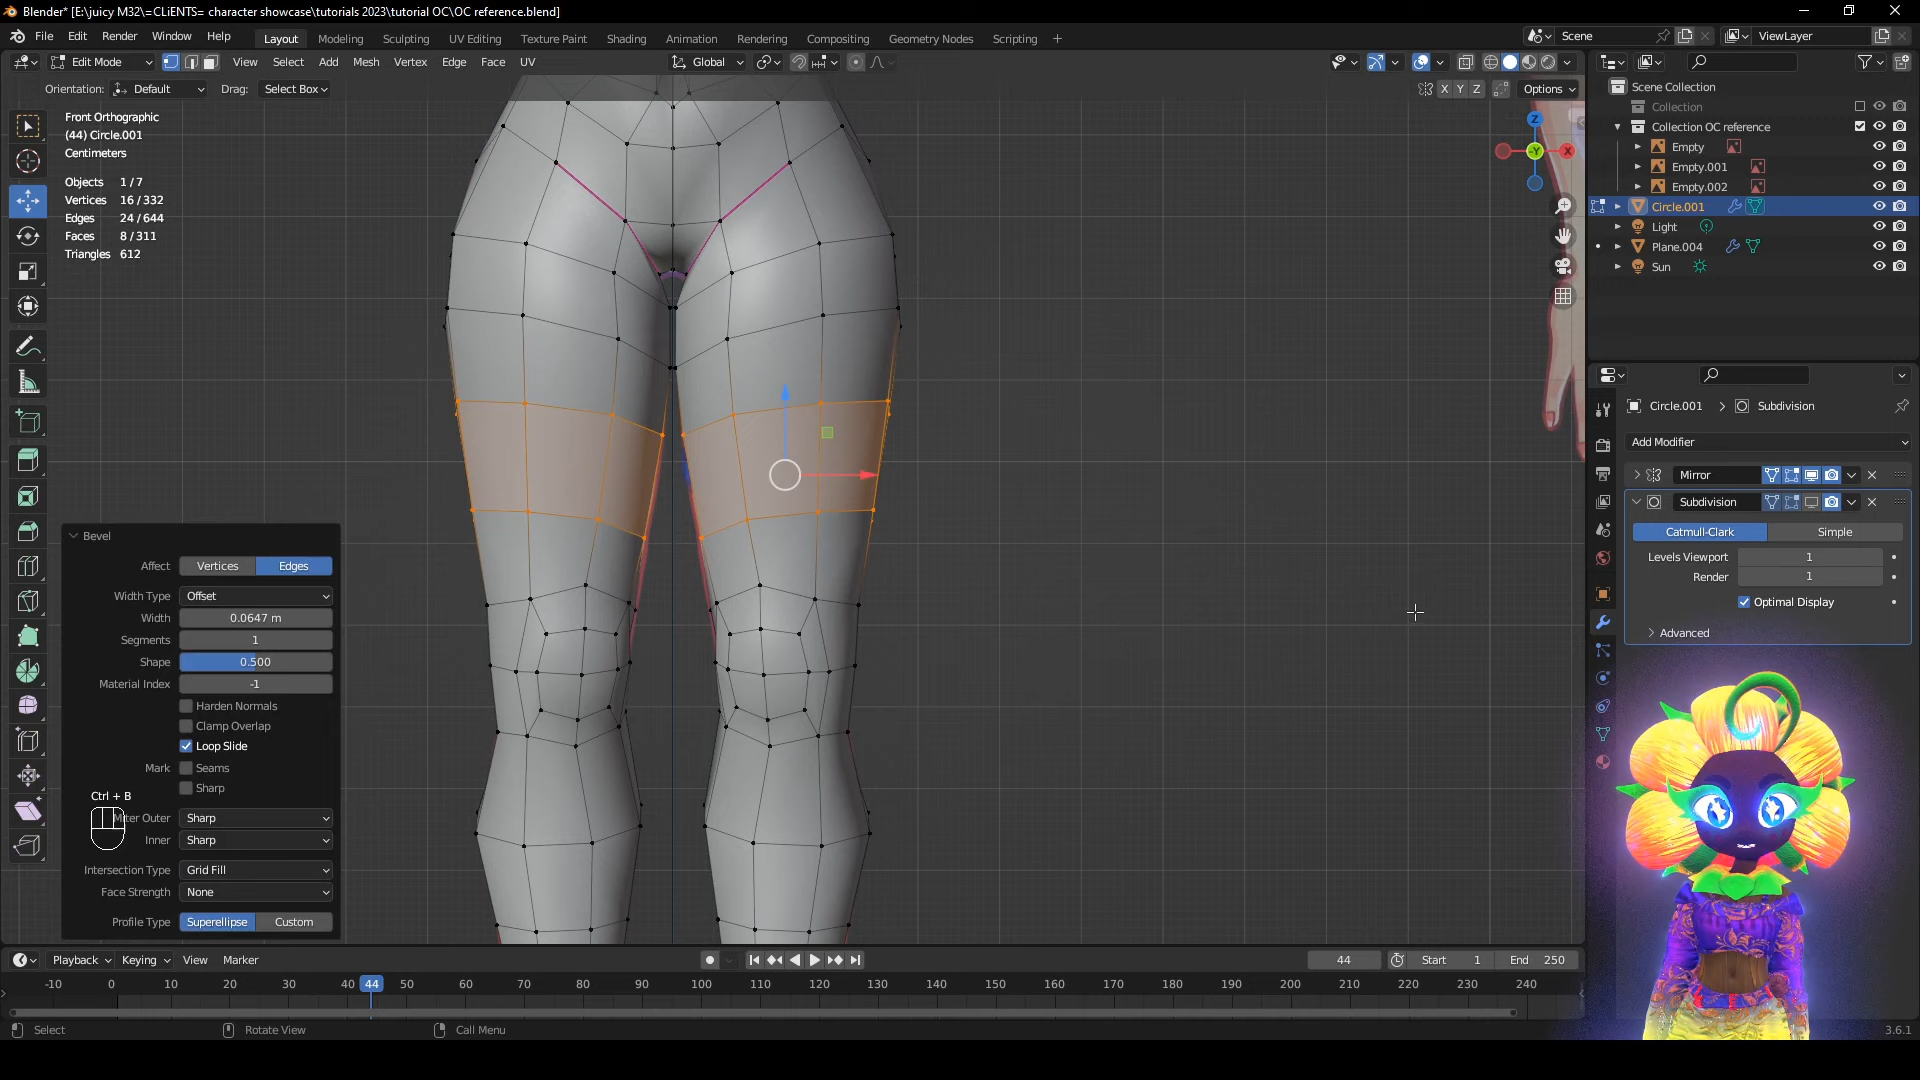 Blender* [E:\juicy M32\=CLiENTS= character showcase\tutorials 2023\tutorial OC\OC reference.blend]
File Edit Render Window Help Layout Modeling Sculpting UV Editing Texture Paint Shading Animation Rendering Compositing Geometry Nodes Scripting + Scene ViewLayer
Edit Mode View Select Add Mesh Vertex Edge Face UV Global
Orientation: Default Drag: Select Box X Y Z Options
Front Orthographic
(44) Circle.001
Centimeters
Objects 1/7
Vertices 16/332
Edges 24/644
Faces 8/311
Triangles 612
Z
-Y
X
Scene Collection
Collection
Collection OC reference
Empty
Empty.001
Empty.002
Circle.001
Light
Plane.004
Sun
Circle.001 Subdivision
Add Modifier
Mirror
Subdivision
Catmull-Clark Simple
Levels Viewport 1
Render 1
Optimal Display
Advanced
Bevel
Affect Vertices Edges
Width Type Offset
Width 0.0647 m
Segments 1
Shape 0.500
Material Index -1
Harden Normals
Clamp Overlap
Loop Slide
Mark Seams
Sharp
Ctrl + B
Outer Sharp
Inner Sharp
Intersection Type Grid Fill
Face Strength None
Profile Type Superellipse Custom
Playback Keying View Marker 44 Start 1 End 250
-10 0 10 20 30 40 44 50 60 70 80 90 100 110 120 130 140 150 160 170 180 190 200 210 220 230 240
Select Rotate View Call Menu 3.6.1